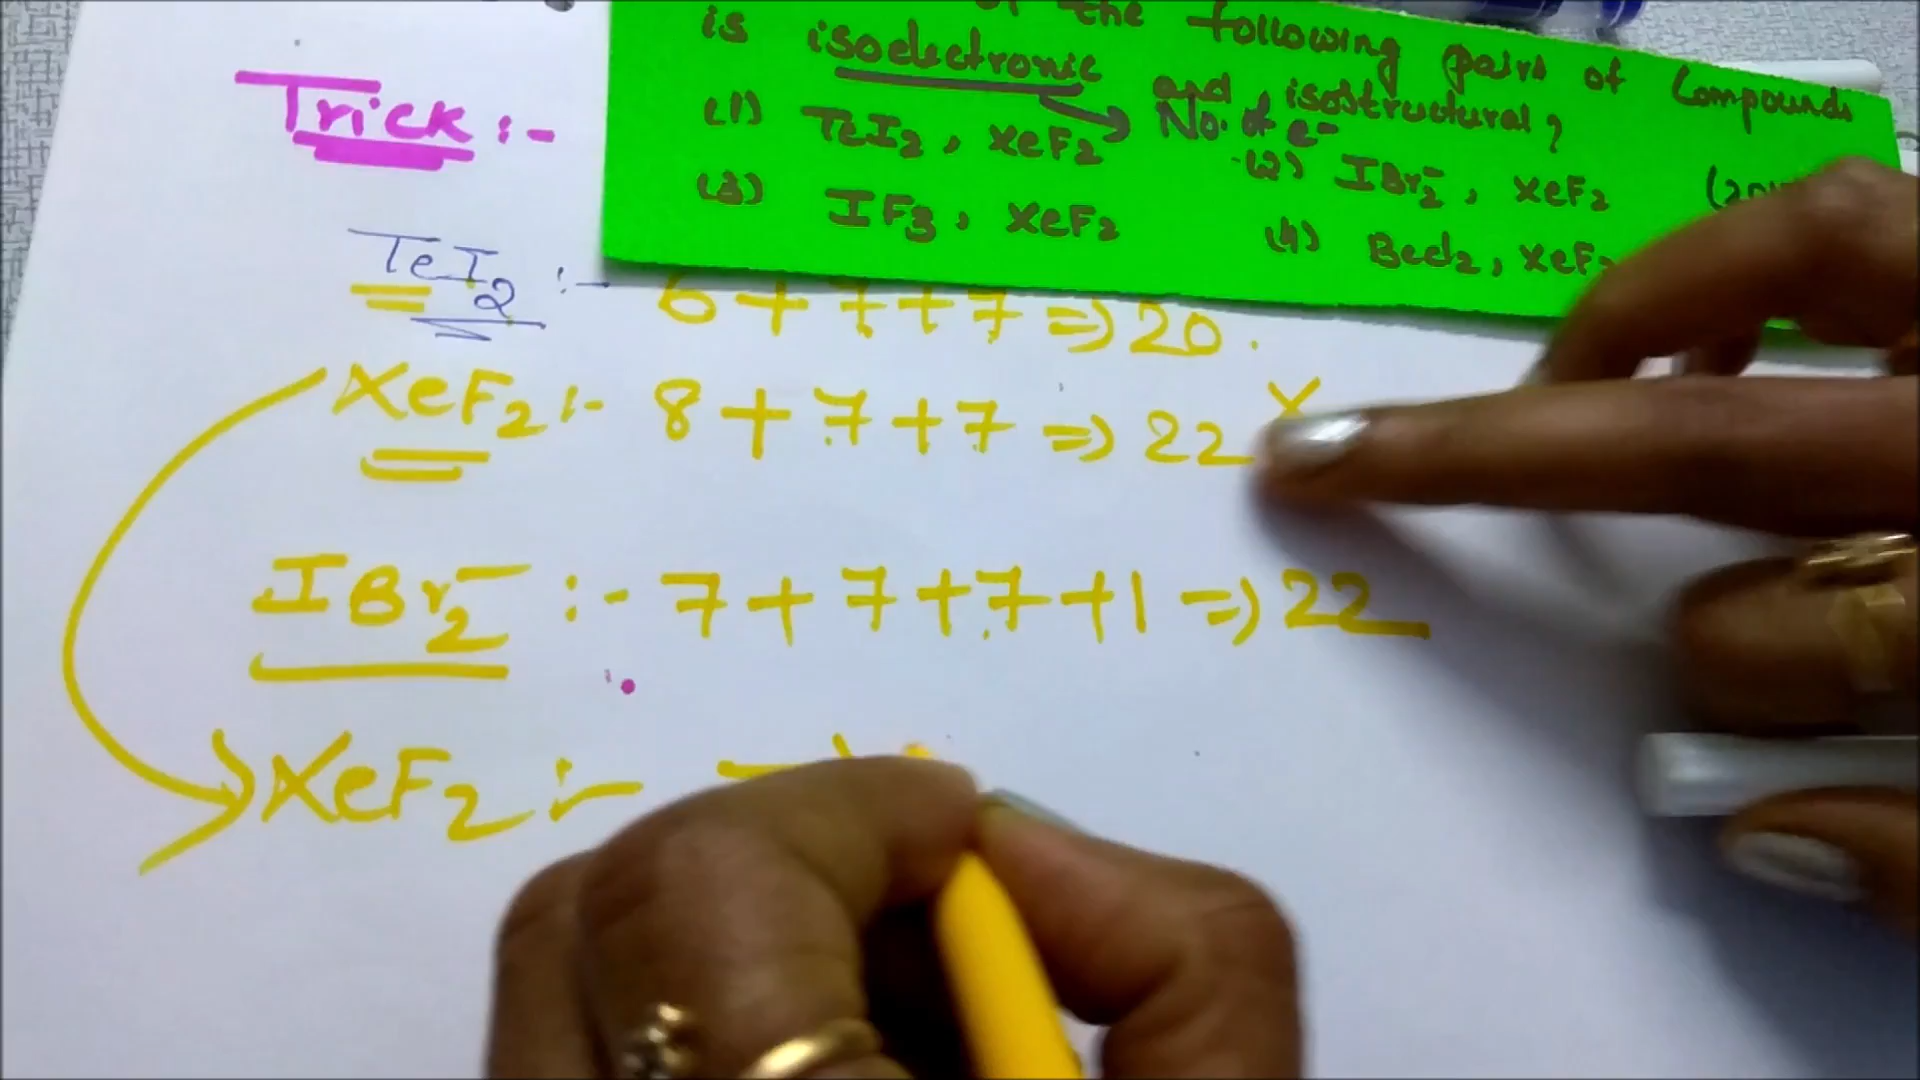 the following pairs of Compounds
is isoelectronic and isostructural?
No. of e-
(1) TeI2, XeF2 (2) IBr2-, XeF2
(3) IF3, XeF2 (4) Becl2, XeF2
Trick :-
TeI2 :- 6 + 7 + 7 => 20.
XeF2 :- 8 + 7 + 7 => 22 X
IBr2- :- 7 + 7 + 7 + 1 => 22
XeF2 :-